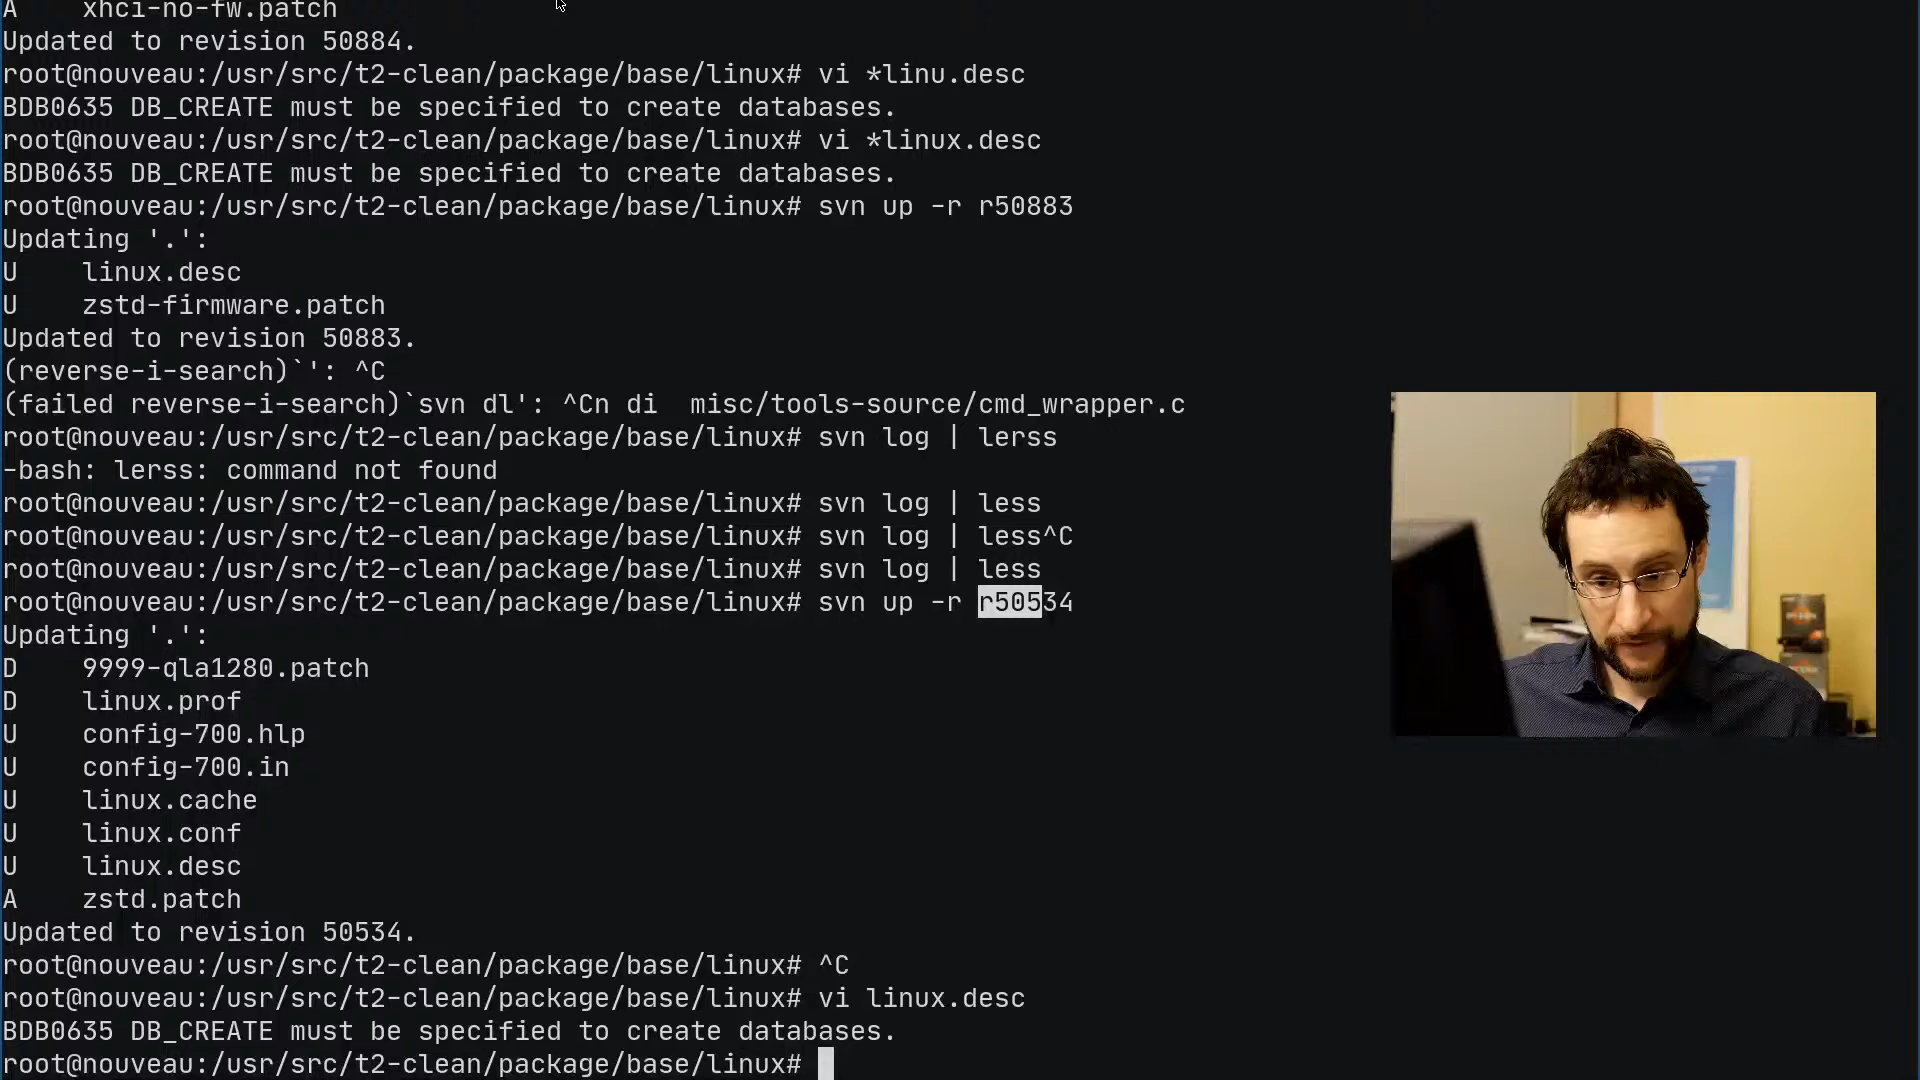 A    xhci-no-fw.patch
Updated to revision 50884.
root@nouveau:/usr/src/t2-clean/package/base/linux# vi *linu.desc
BDB0635 DB_CREATE must be specified to create databases.
root@nouveau:/usr/src/t2-clean/package/base/linux# vi *linux.desc
BDB0635 DB_CREATE must be specified to create databases.
root@nouveau:/usr/src/t2-clean/package/base/linux# svn up -r r50883
Updating '.':
U    linux.desc
U    zstd-firmware.patch
Updated to revision 50883.
(reverse-i-search)`': ^C
(failed reverse-i-search)`svn dl': ^Cn di  misc/tools-source/cmd_wrapper.c
root@nouveau:/usr/src/t2-clean/package/base/linux# svn log | lerss
-bash: lerss: command not found
root@nouveau:/usr/src/t2-clean/package/base/linux# svn log | less
root@nouveau:/usr/src/t2-clean/package/base/linux# svn log | less^C
root@nouveau:/usr/src/t2-clean/package/base/linux# svn log | less
root@nouveau:/usr/src/t2-clean/package/base/linux# svn up -r r50534
Updating '.':
D    9999-qla1280.patch
D    linux.prof
U    config-700.hlp
U    config-700.in
U    linux.cache
U    linux.conf
U    linux.desc
A    zstd.patch
Updated to revision 50534.
root@nouveau:/usr/src/t2-clean/package/base/linux# ^C
root@nouveau:/usr/src/t2-clean/package/base/linux# vi linux.desc
BDB0635 DB_CREATE must be specified to create databases.
root@nouveau:/usr/src/t2-clean/package/base/linux#